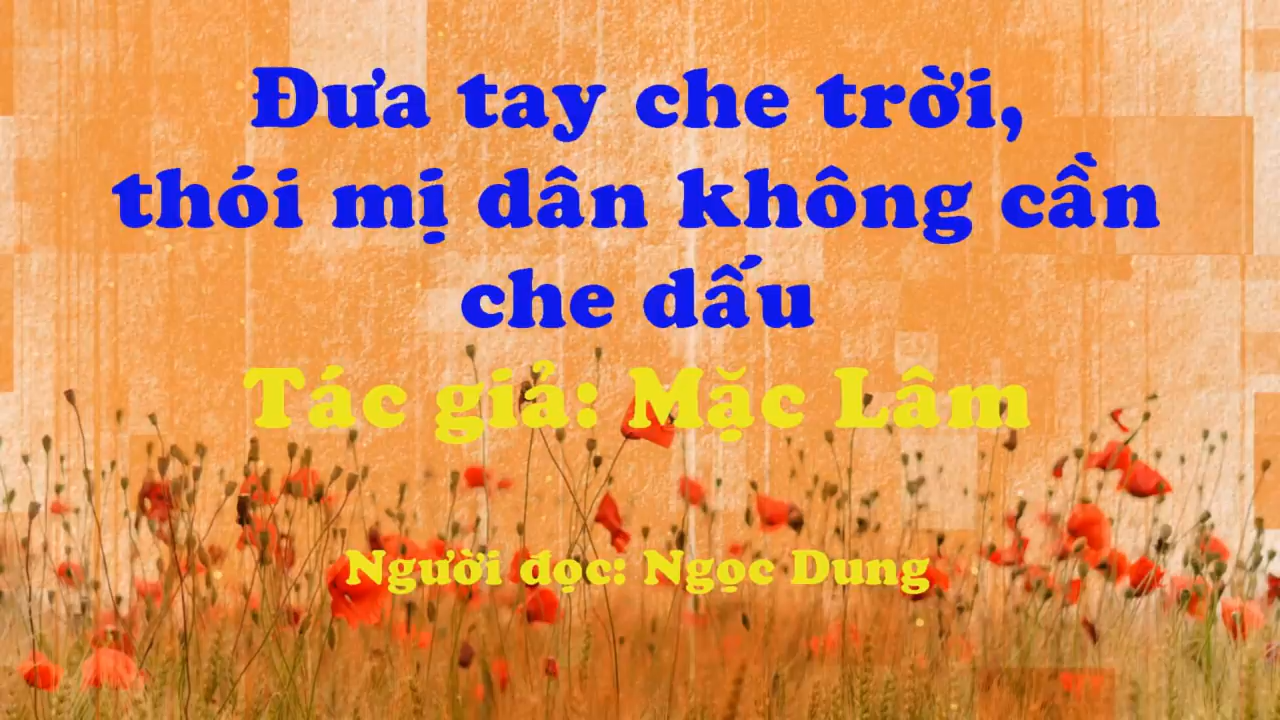 Đưa tay che trời,
thói mị dân không cần
che dấu
Tác giả: Mặc Lâm
Người đọc: Ngọc Dung